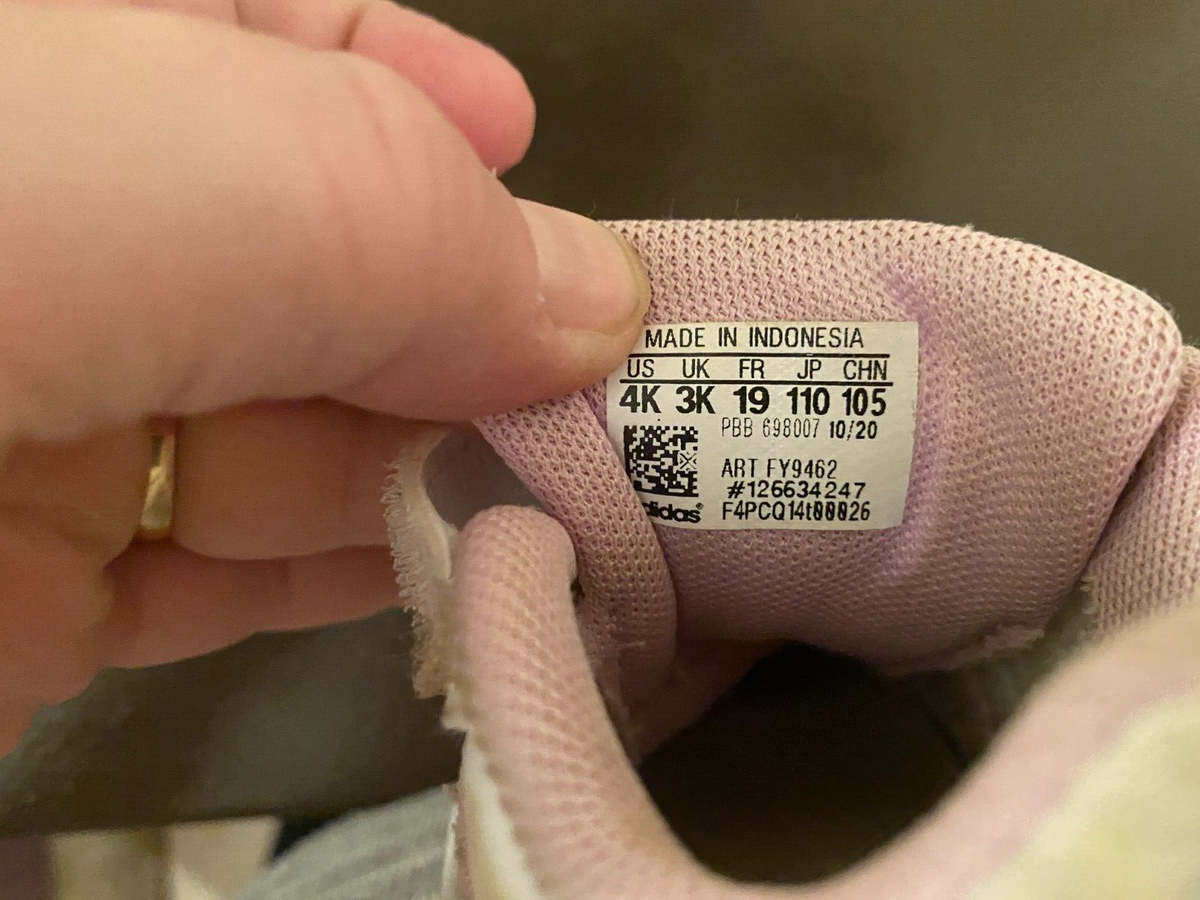 MADE IN INDONESIA
US UK FR JP CHN
4K 3K 19 110 105
PBB 698007 10/20
ART FY9462
#126634247
adidas® F4PCQ14t00026